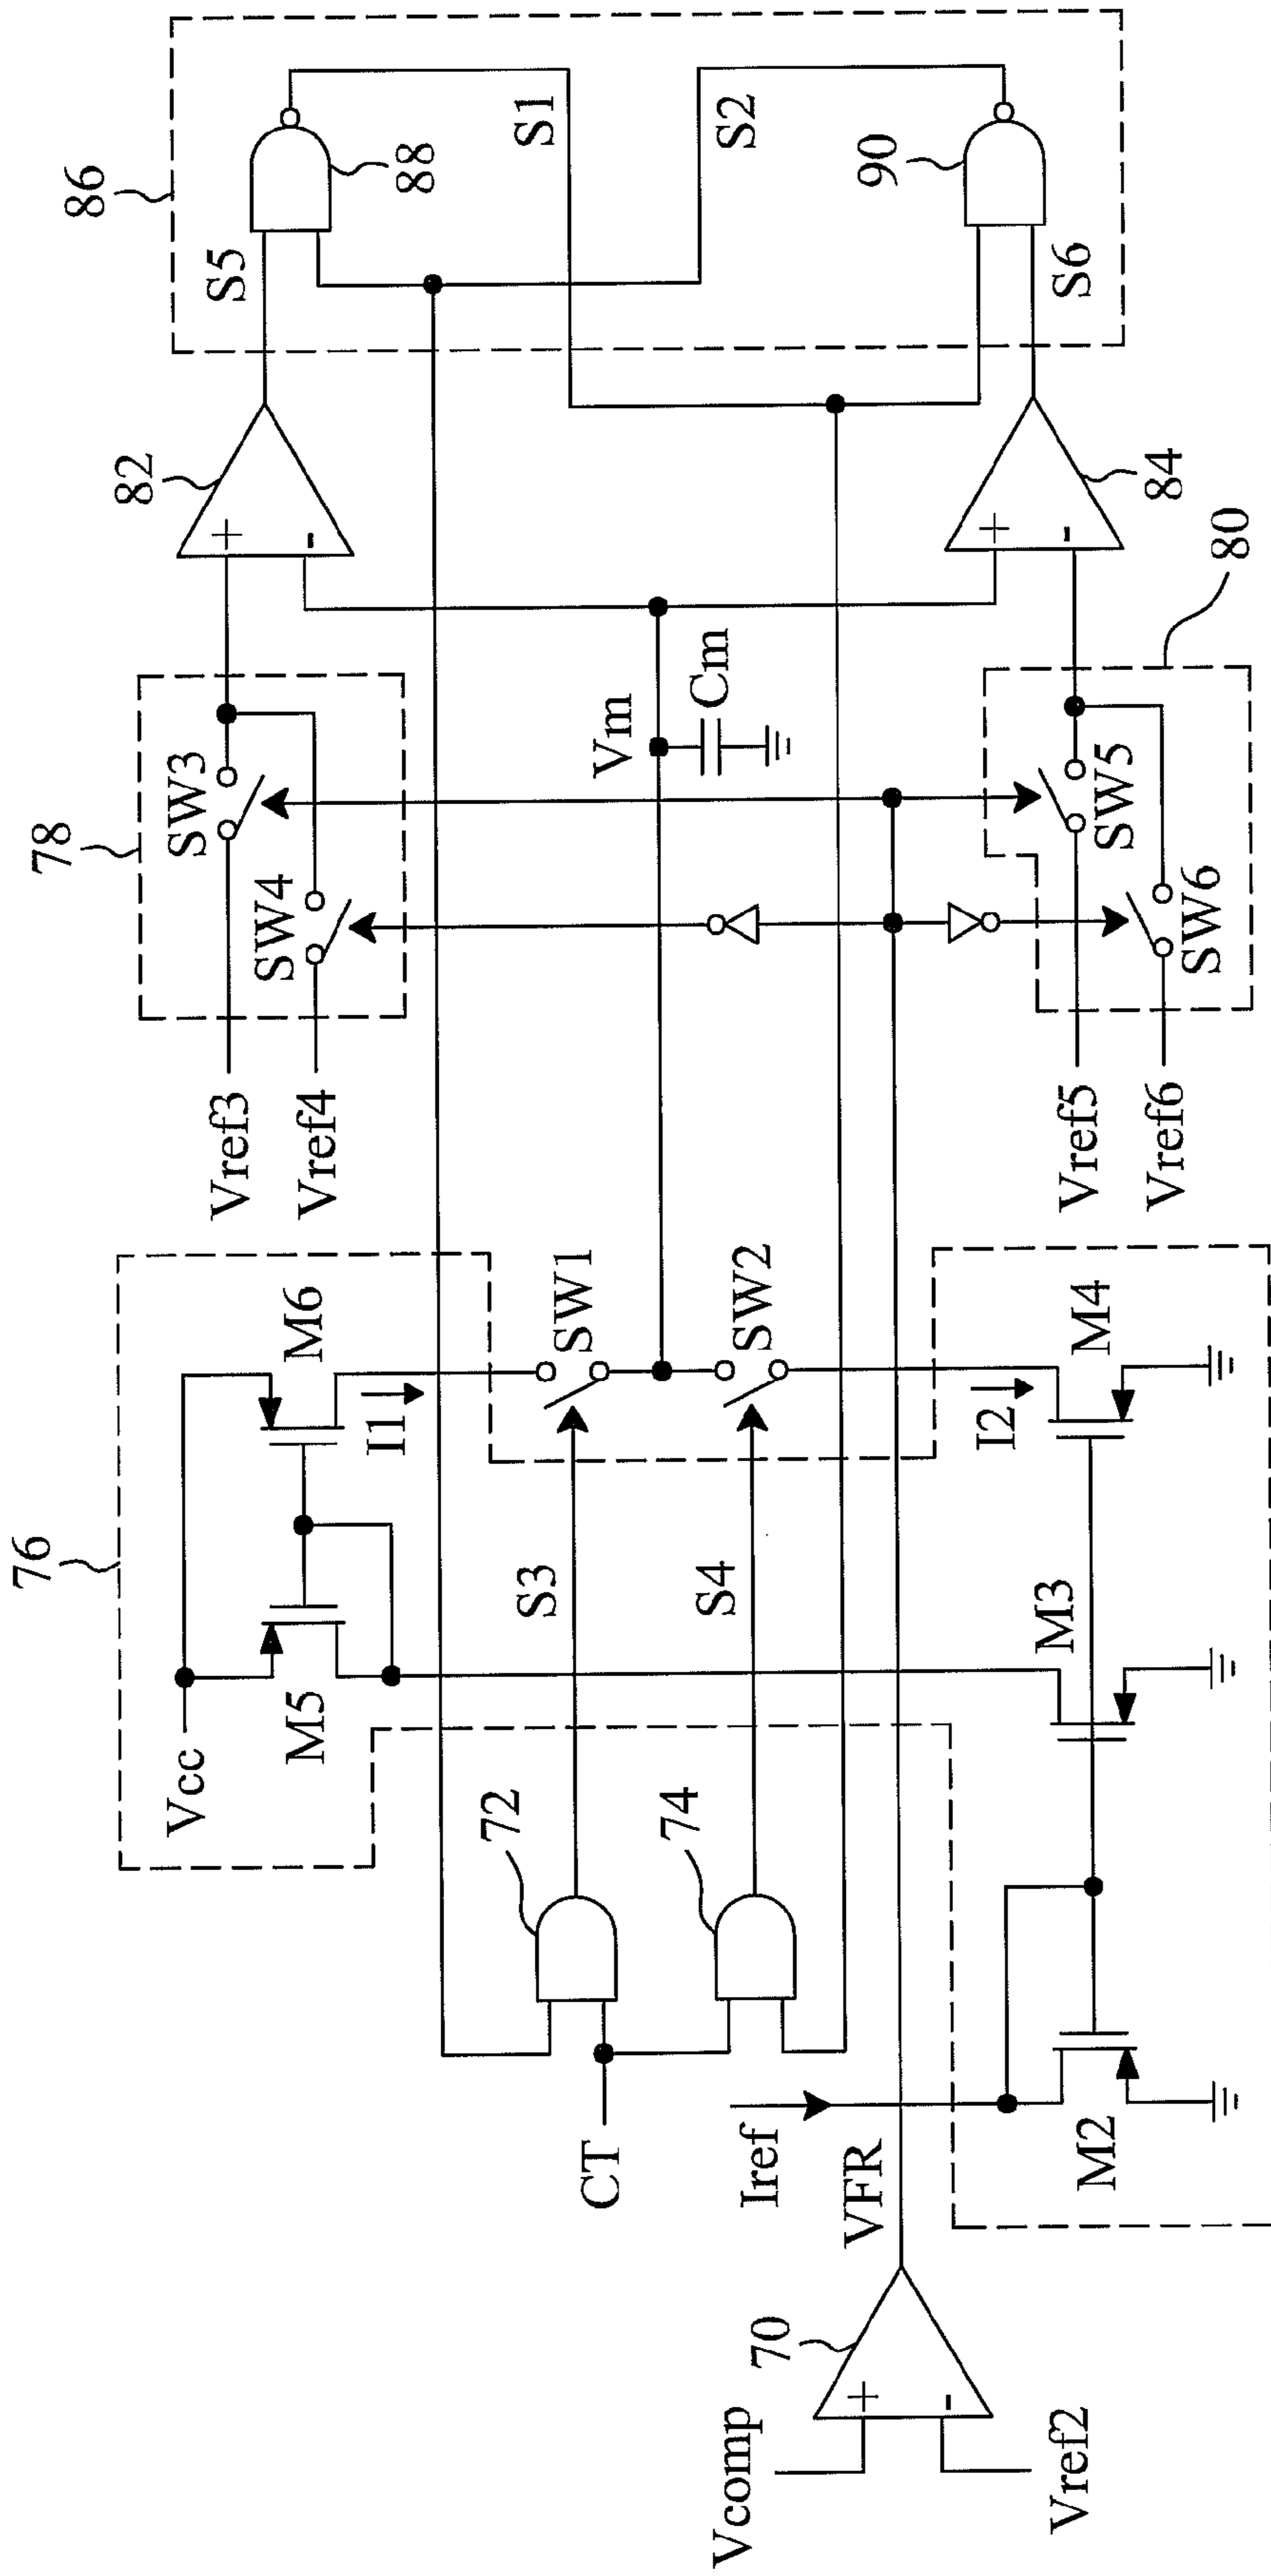 76
Vcc
M5
M6
I1
72
74
CT
S3
S4
SW1
SW2
Iref
VFR
70
Vcomp
Vref2
M2
M3
M4
I2
78
SW3
SW4
Vref3
Vref4
Vm
Cm
80
SW5
SW6
Vref5
Vref6
82
+
-
84
+
-
+
-
86
S5
88
S1
S2
90
S6